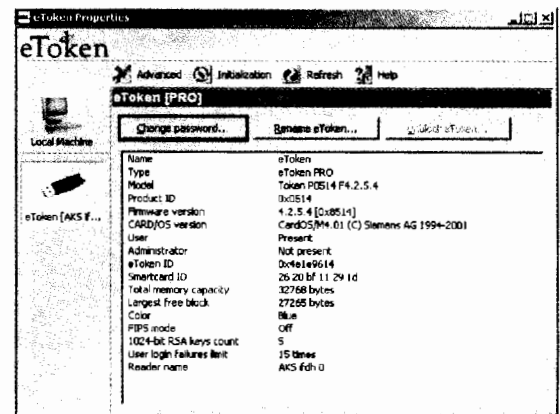 eToken Properties
eToken
Advanced Initialization Refresh Help
eToken [PRO]
Change password... Rename eToken...
Local Machine
eToken [AKS if...
Name eToken
Type eToken PRO
Model Token P0514 F4.2.5.4
Product ID 0x0514
Firmware version 4.2.5.4 [0x8514]
CARD/OS version CardOS/M4.01 (C) Siemens AG 1994-2001
User Present
Administrator Not present
eToken ID 0x4e1e9614
Smartcard ID 26 20 bf 11 29 1d
Total memory capacity 32768 bytes
Largest free block 27265 bytes
Color Blue
FIPS mode Off
1024-bit RSA keys count 5
User login failures limit 15 times
Reader name AKS ifdh 0